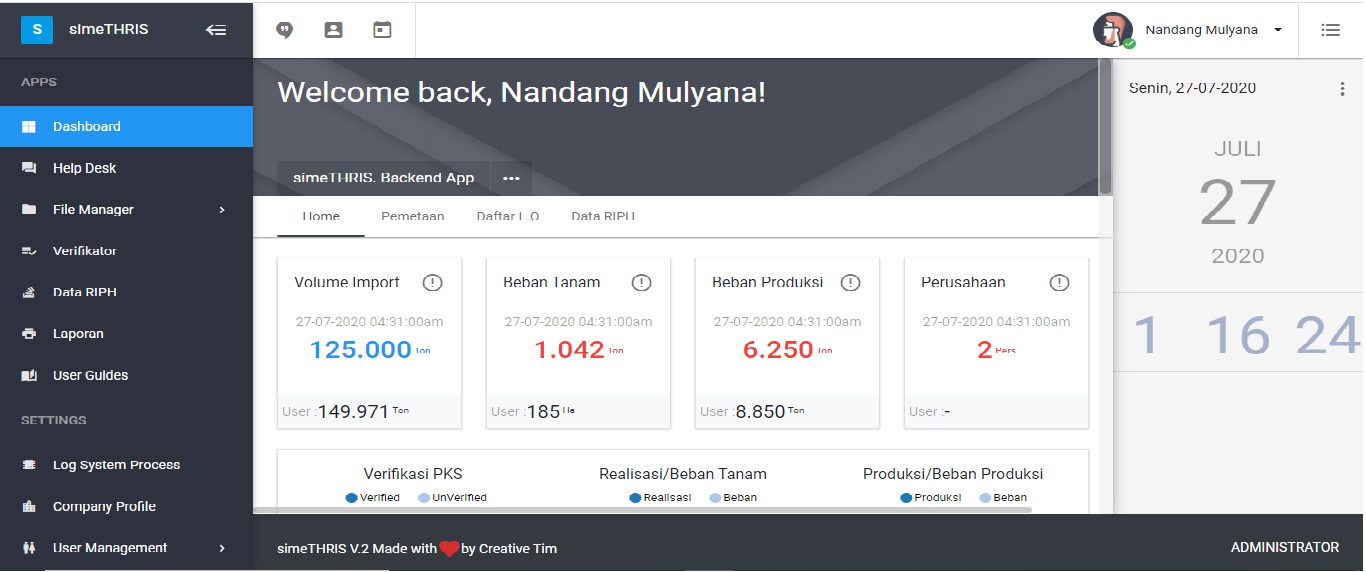 S simeTHRIS
Nandang Mulyana
APPS
Dashboard
Help Desk
File Manager
Verifikator
Data RIPH
Laporan
User Guides
SETTINGS
Log System Process
Company Profile
User Management
Welcome back, Nandang Mulyana!
simeTHRIS. Backend App
Home Pemetaan Daftar L.O Data RIPH
Volume Import
27-07-2020 04:31:00am
125.000 Ton
User :149.971 Ton
Beban Tanam
27-07-2020 04:31:00am
1.042 Ton
User :185 Ha
Beban Produksi
27-07-2020 04:31:00am
6.250 Ton
User :8.850 Ton
Perusahaan
27-07-2020 04:31:00am
2 Pers.
User :-
Verifikasi PKS
Verified UnVerified
Realisasi/Beban Tanam
Realisasi Beban
Produksi/Beban Produksi
Produksi Beban
Senin, 27-07-2020
JULI
27
2020
1 16 24
simeTHRIS V.2 Made with by Creative Tim
ADMINISTRATOR